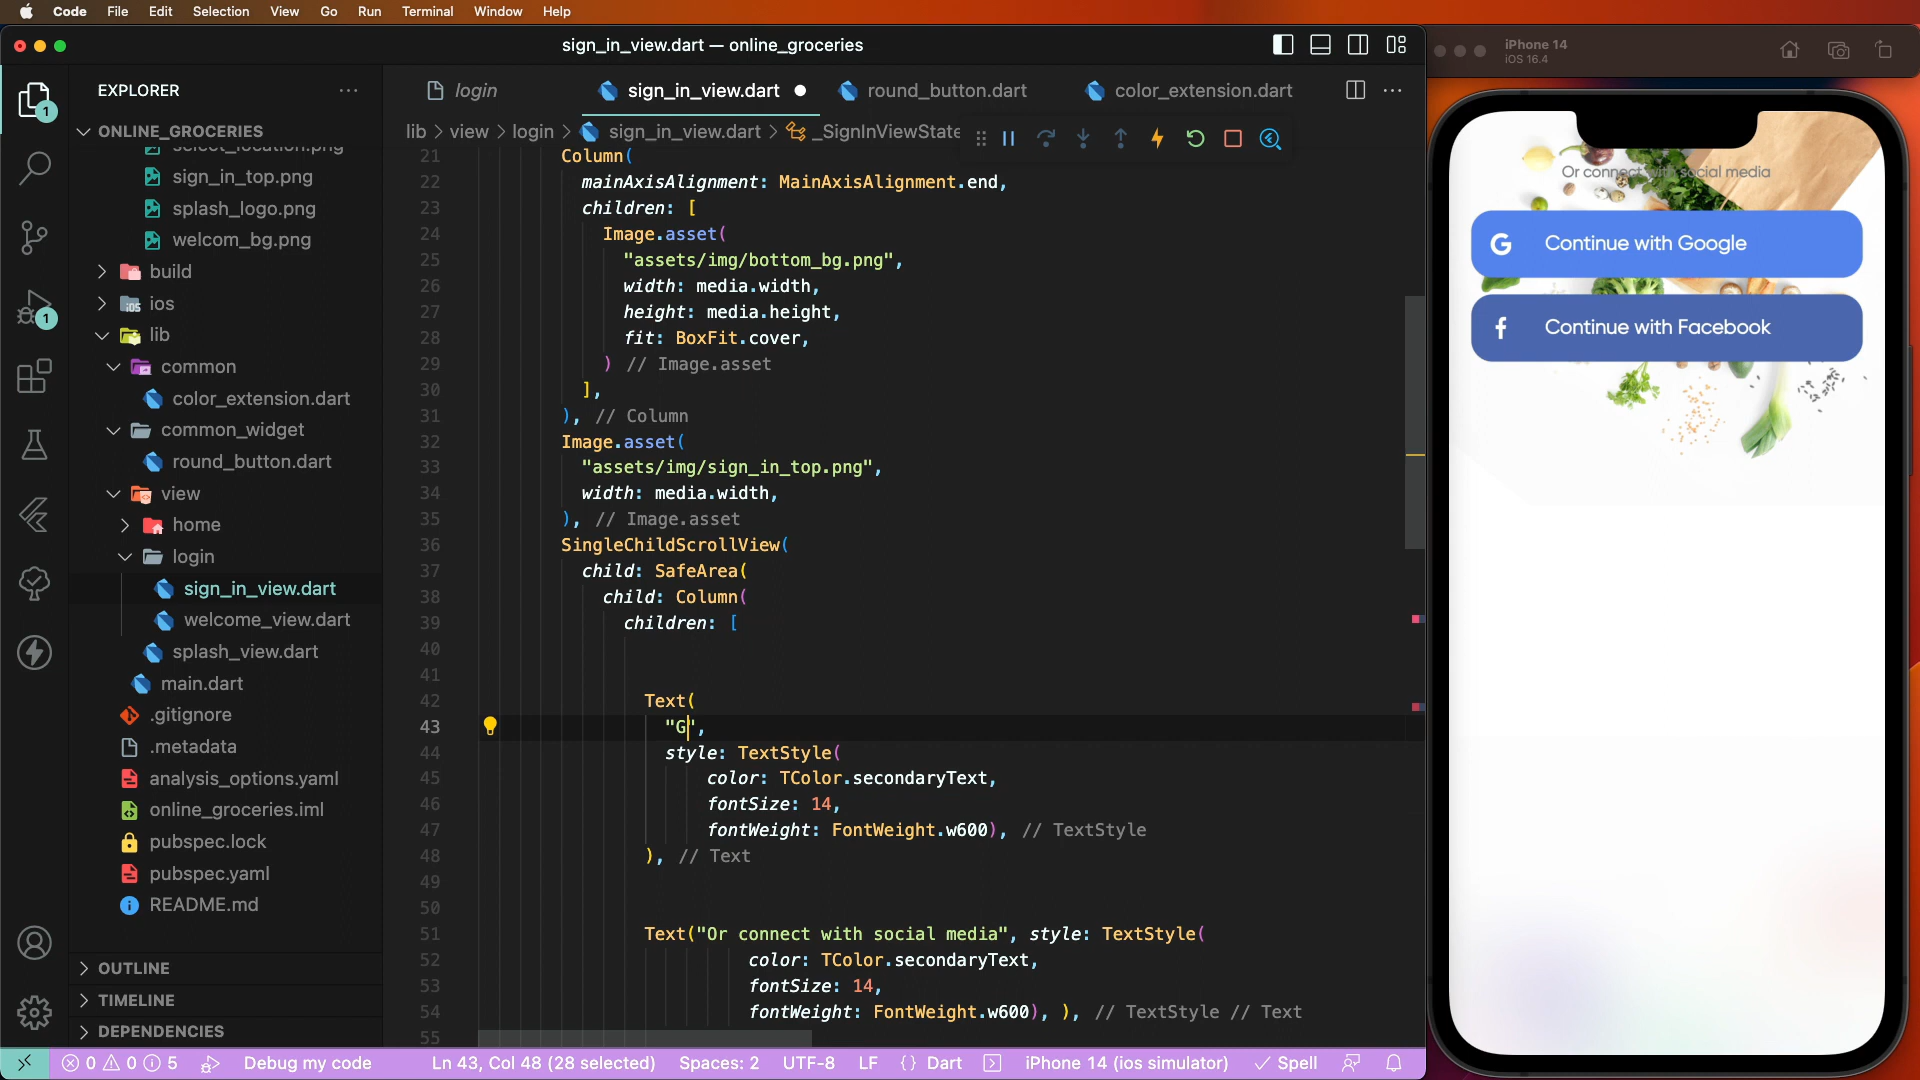 Code File Edit Selection View Go Run Terminal Window Help
sign_in_view.dart — online_groceries
EXPLORER
ONLINE_GROCERIES
select_location.png
sign_in_top.png
splash_logo.png
welcom_bg.png
build
ios
lib
common
color_extension.dart
common_widget
round_button.dart
view
home
login
sign_in_view.dart
welcome_view.dart
splash_view.dart
main.dart
.gitignore
.metadata
analysis_options.yaml
online_groceries.iml
pubspec.lock
pubspec.yaml
README.md
OUTLINE
TIMELINE
DEPENDENCIES
1
1
login sign_in_view.dart round_button.dart color_extension.dart
lib > view > login > sign_in_view.dart > _SignInViewState
21 Column(
22 mainAxisAlignment: MainAxisAlignment.end,
23 children: [
24 Image.asset(
25 "assets/img/bottom_bg.png",
26 width: media.width,
27 height: media.height,
28 fit: BoxFit.cover,
29 ) // Image.asset
30 ],
31 ), // Column
32 Image.asset(
33 "assets/img/sign_in_top.png",
34 width: media.width,
35 ), // Image.asset
36 SingleChildScrollView(
37 child: SafeArea(
38 child: Column(
39 children: [
40
41
42 Text(
43 "G",
44 style: TextStyle(
45 color: TColor.secondaryText,
46 fontSize: 14,
47 fontWeight: FontWeight.w600), // TextStyle
48 ), // Text
49
50
51 Text("Or connect with social media", style: TextStyle(
52 color: TColor.secondaryText,
53 fontSize: 14,
54 fontWeight: FontWeight.w600), ), // TextStyle // Text
55
0 0 5 Debug my code Ln 43, Col 48 (28 selected) Spaces: 2 UTF-8 LF {} Dart iPhone 14 (ios simulator) Spell
iPhone 14
iOS 16.4
Or connect with social media
G Continue with Google
f Continue with Facebook